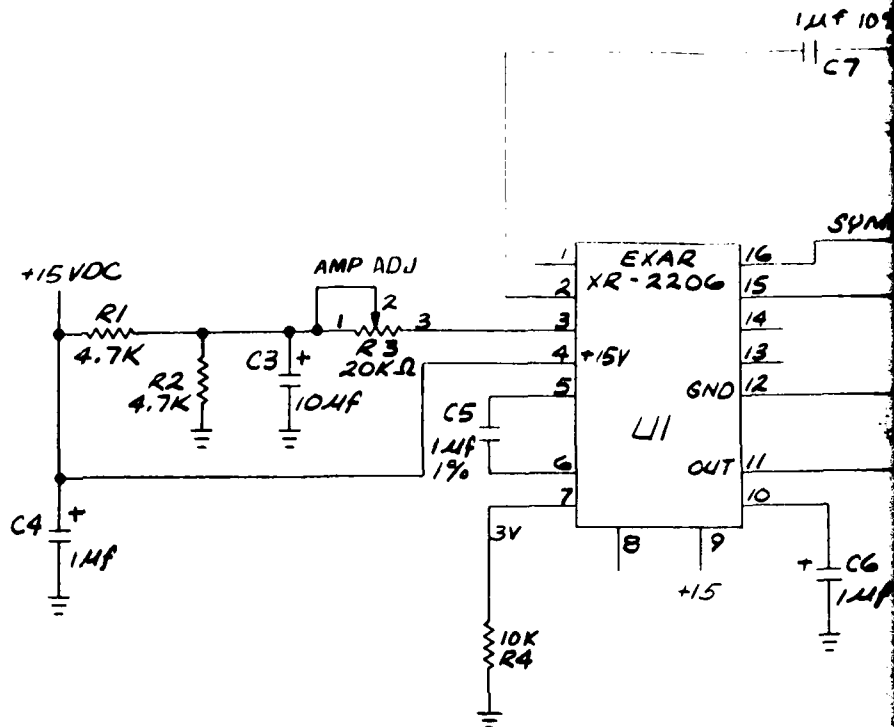 1µf 10%
C7
SYM
+15 VDC
R1
4.7K
R2
4.7K
C3 +
10µf
AMP ADJ
1
2
3
R3
20KΩ
C4
+
1µf
C5
1µf
1%
EXAR
XR-2206
U1
1
2
3
4
+15V
5
6
7
3V
8
9
+15
16
15
14
13
GND
12
OUT
11
10
+
C6
1µf
10K
R4